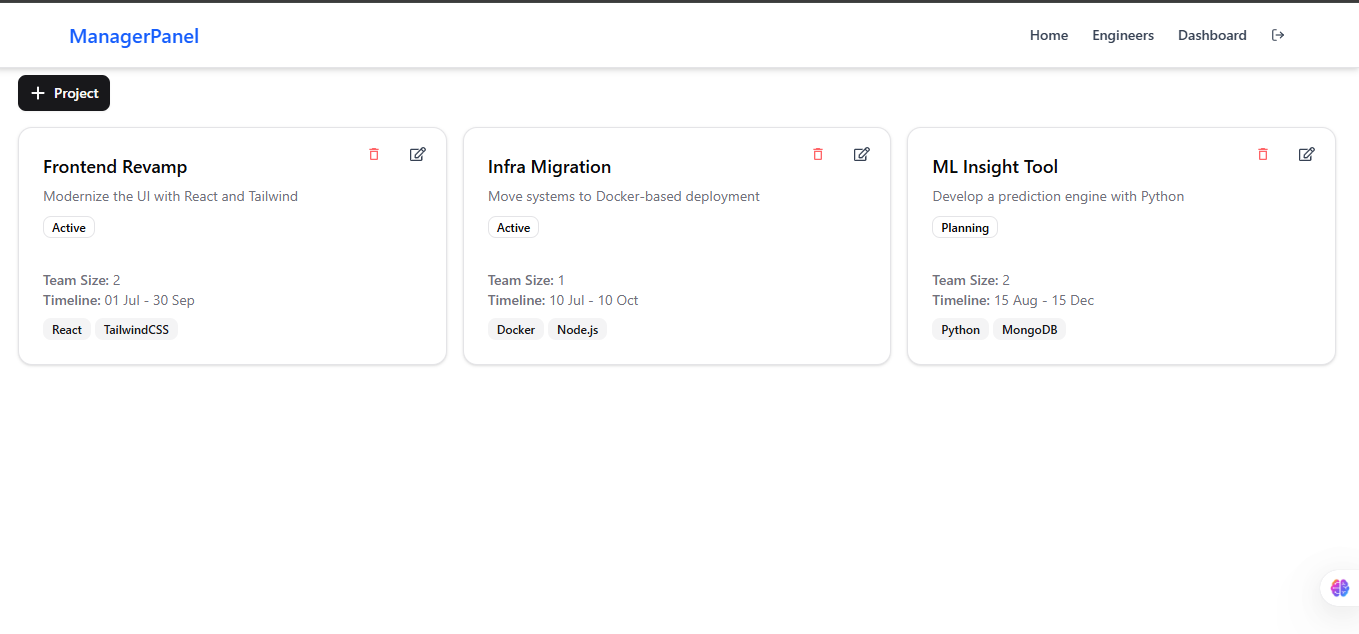 ManagerPanel
Home Engineers Dashboard
Project
Frontend Revamp
Modernize the UI with React and Tailwind
Active
Team Size: 2
Timeline: 01 Jul - 30 Sep
React TailwindCSS
Infra Migration
Move systems to Docker-based deployment
Active
Team Size: 1
Timeline: 10 Jul - 10 Oct
Docker Node.js
ML Insight Tool
Develop a prediction engine with Python
Planning
Team Size: 2
Timeline: 15 Aug - 15 Dec
Python MongoDB